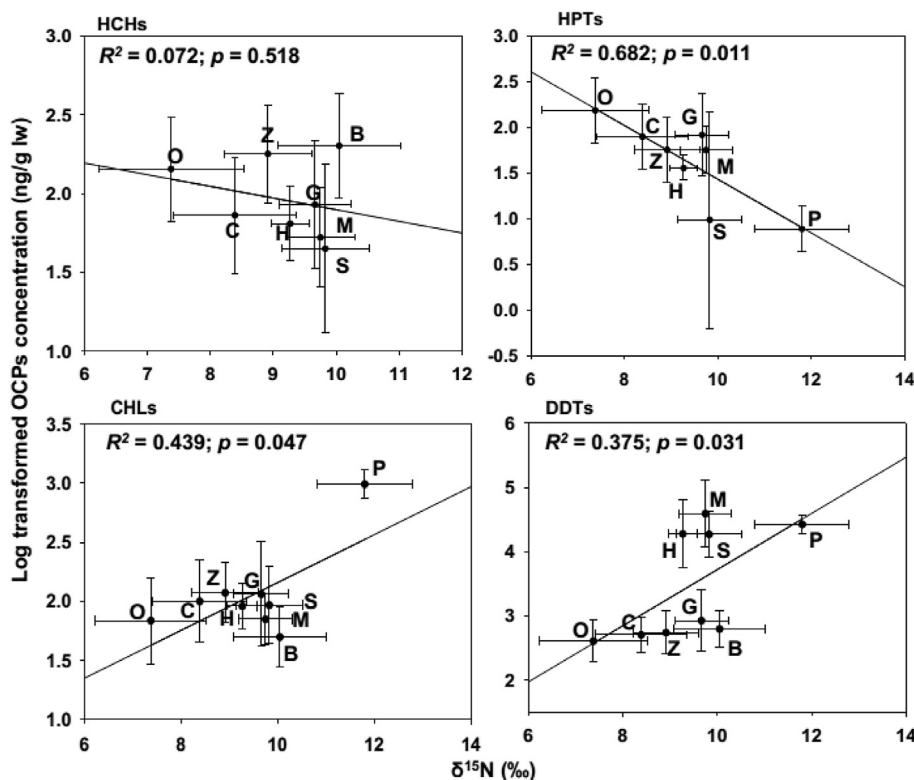 HCHs
R² = 0.072; p = 0.518
3.0
2.5
2.0
1.5
1.0
O
Z
B
C
H
G
M
S
6 7 8 9 10 11 12
HPTs
R² = 0.682; p = 0.011
3.0
2.5
2.0
1.5
1.0
0.5
0.0
-0.5
O
C
G
Z
M
H
S
P
6 8 10 12 14
Log transformed OCPs concentration (ng/g lw)
CHLs
R² = 0.439; p = 0.047
3.5
3.0
2.5
2.0
1.5
1.0
P
Z
G
O
C
H
S
M
B
6 8 10 12 14
DDTs
R² = 0.375; p = 0.031
6
5
4
3
2
M
H
S
P
O
C
G
Z
B
6 8 10 12 14
δ¹⁵N (‰)